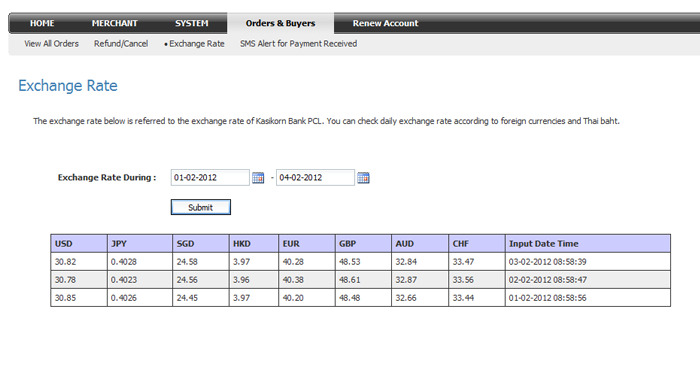 HOME MERCHANT SYSTEM Orders & Buyers Renew Account
View All Orders Refund/Cancel • Exchange Rate SMS Alert for Payment Received
Exchange Rate
The exchange rate below is referred to the exchange rate of Kasikorn Bank PCL. You can check daily exchange rate according to foreign currencies and Thai baht.
Exchange Rate During : 01-02-2012 - 04-02-2012
Submit
USD JPY SGD HKD EUR GBP AUD CHF Input Date Time
30.82 0.4028 24.58 3.97 40.28 48.53 32.84 33.47 03-02-2012 08:58:39
30.78 0.4023 24.56 3.96 40.38 48.61 32.87 33.56 02-02-2012 08:58:47
30.85 0.4026 24.45 3.97 40.20 48.48 32.66 33.44 01-02-2012 08:58:56